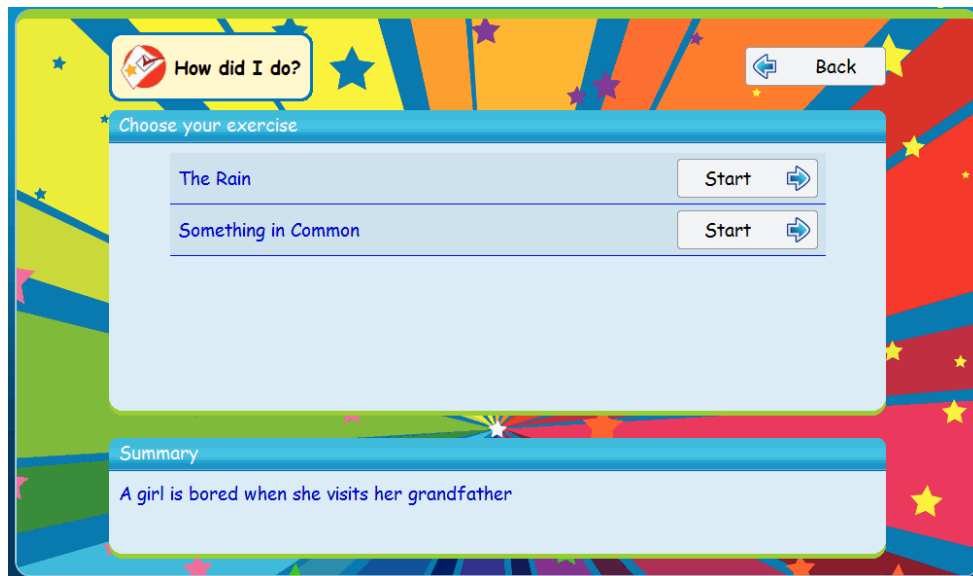 How did I do?
Back
Choose your exercise
The Rain
Start
Something in Common
Start
Summary
A girl is bored when she visits her grandfather